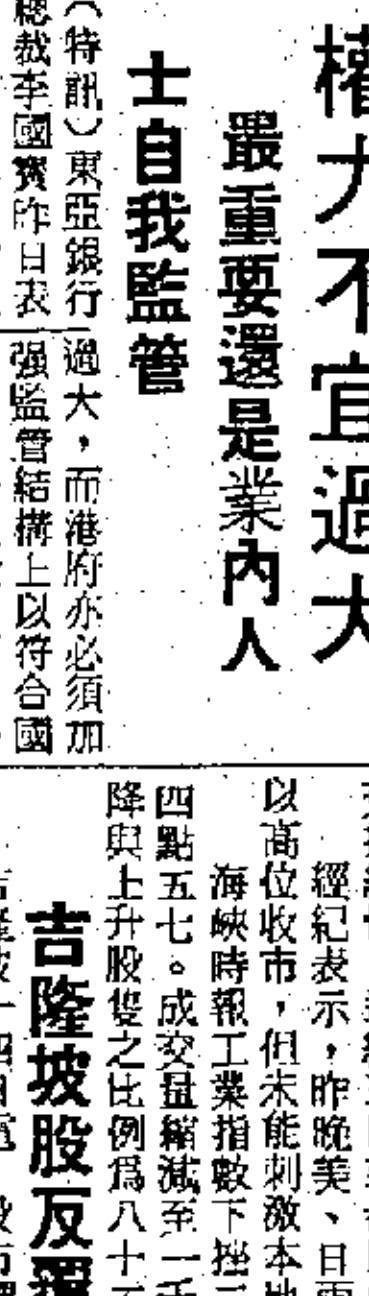 權力不宜過大
最重要還是業內人
士自我監管
(特訊)東亞銀行
總裁李國寶昨日表
過大,而港府亦必須加
强監管結構上以符合國
經紀表示,昨晚美、日
以高位收市,但未能刺激本地
海峽時報工業指數下挫
四點五七。成交量縮減至一千
降與上升股隻之比例爲八十
吉隆坡股反覆